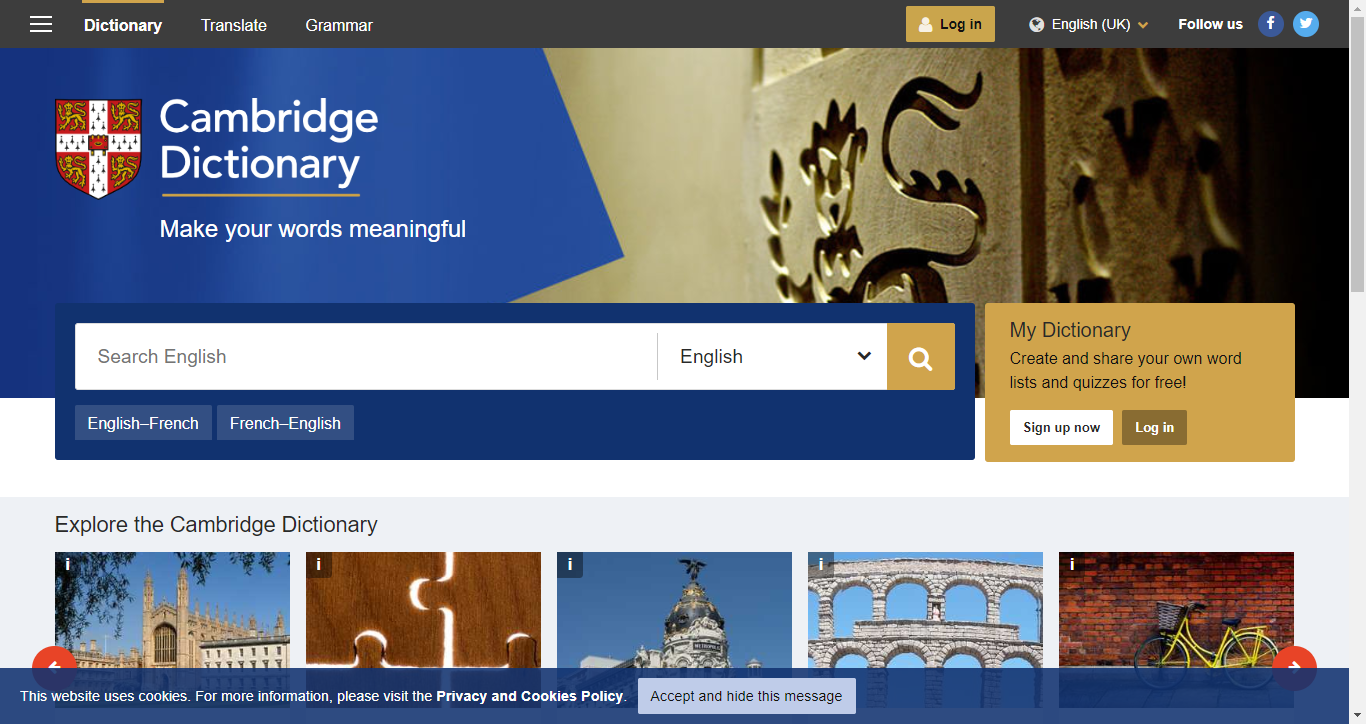 Dictionary
Translate
Grammar
Log in
English (UK)
Follow us
Cambridge
Dictionary
Make your words meaningful
Search English
English
English–French
French–English
My Dictionary
Create and share your own word
lists and quizzes for free!
Sign up now
Log in
Explore the Cambridge Dictionary
i
i
i
i
i
METROPOLIS
This website uses cookies. For more information, please visit the Privacy and Cookies Policy.
Accept and hide this message